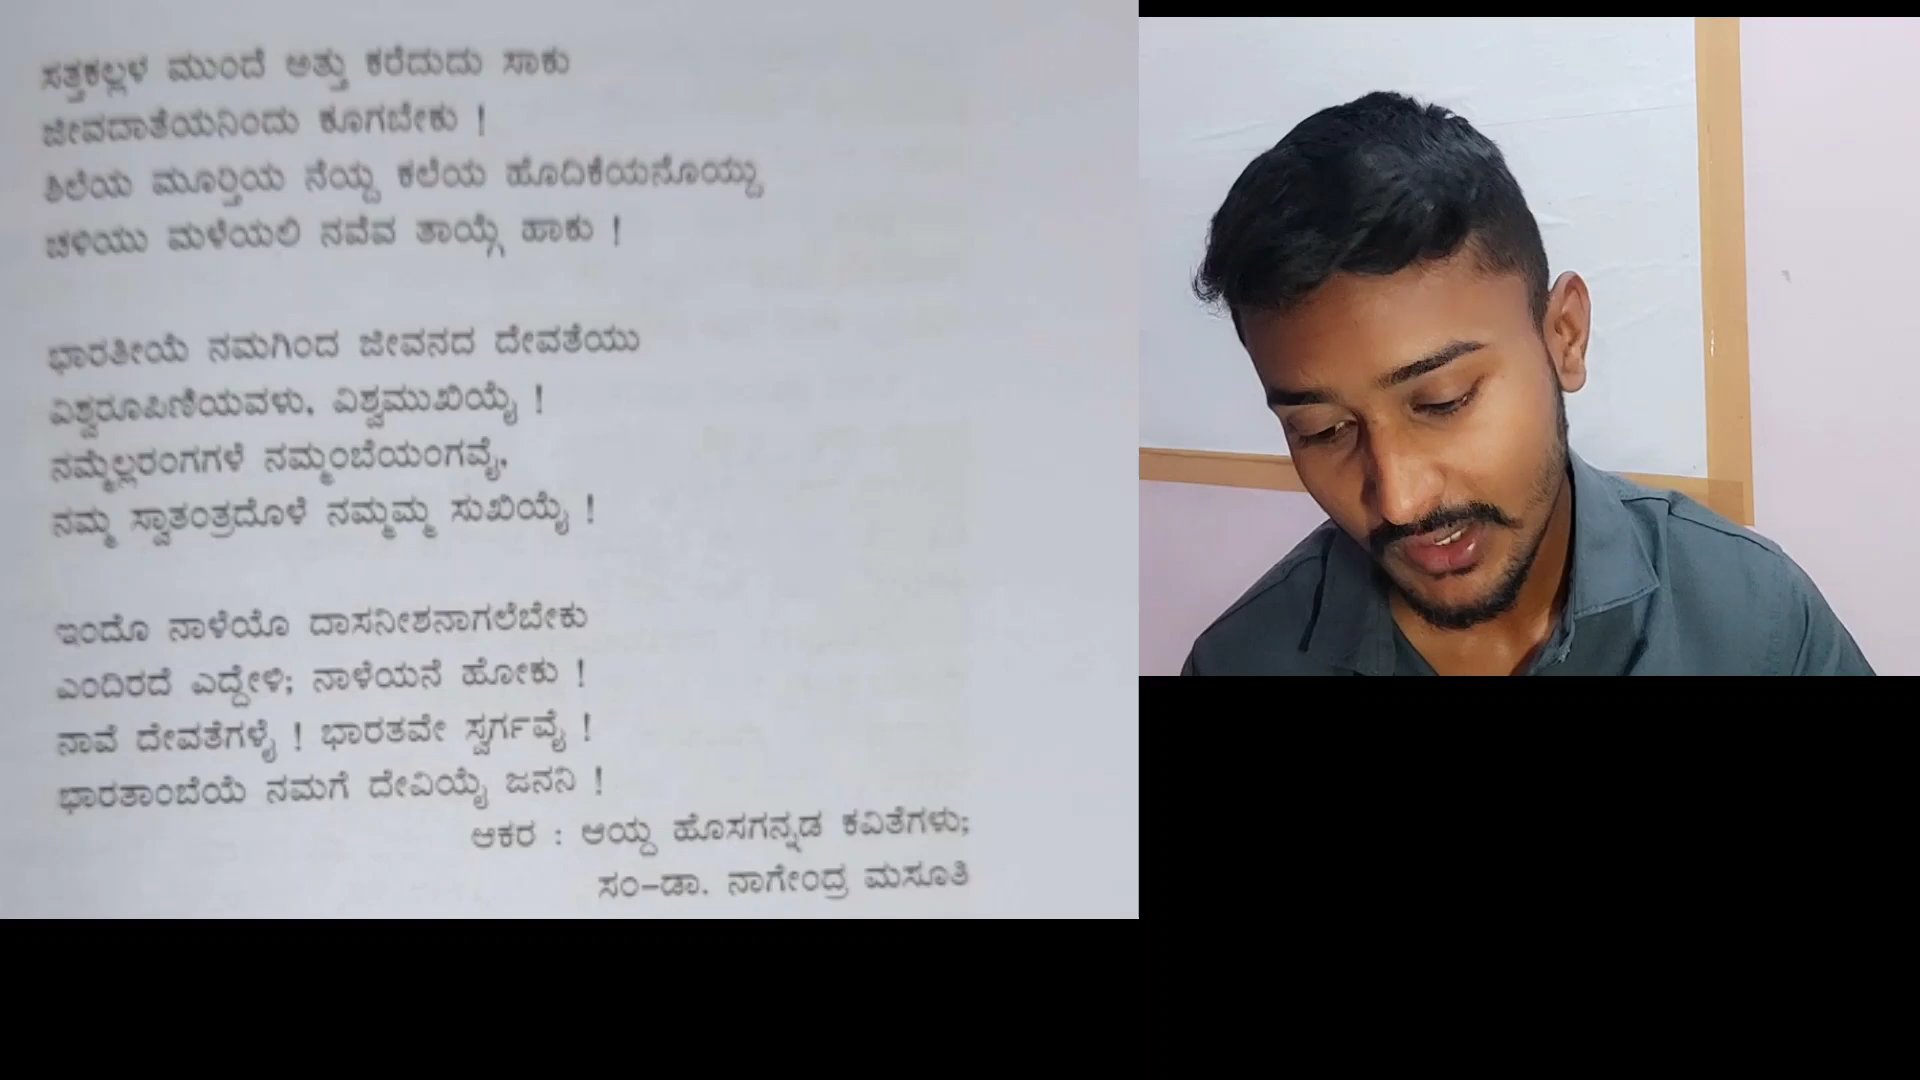 ಸತ್ತಕಲ್ಗಳ ಮುಂದೆ ಅತ್ತು ಕರೆದುದು ಸಾಕು
ಜೀವದಾತೆಯನಿಂದು ಕೂಗಬೇಕು !
ಶಿಲೆಯ ಮೂರ್‍ತಿಯ ನೆಯ್ದ ಕಲೆಯ ಹೊದಿಕೆಯನೊಯ್ದು
ಚಳಿಯು ಮಳೆಯಲಿ ನವೆವ ತಾಯ್ಗೆ ಹಾಕು !
ಭಾರತೀಯೆ ನಮಗಿಂದ ಜೀವನದ ದೇವತೆಯು
ವಿಶ್ವರೂಪಿಣಿಯವಳು, ವಿಶ್ವಮುಖಿಯೈ !
ನಮ್ಮೆಲ್ಲರಂಗಗಳೆ ನಮ್ಮಂಬೆಯಂಗವೈ,
ನಮ್ಮ ಸ್ವಾತಂತ್ರದೊಳೆ ನಮ್ಮಮ್ಮ ಸುಖಿಯೈ !
ಇಂದೊ ನಾಳೆಯೊ ದಾಸನೀಶನಾಗಲೆಬೇಕು
ಎಂದಿರದೆ ಎದ್ದೇಳಿ; ನಾಳೆಯನೆ ಹೋಕು !
ನಾವೆ ದೇವತೆಗಳೈ ! ಭಾರತವೇ ಸ್ವರ್ಗವೈ !
ಭಾರತಾಂಬೆಯೆ ನಮಗೆ ದೇವಿಯೈ ಜನನಿ !
ಆಕರ : ಆಯ್ದ ಹೊಸಗನ್ನಡ ಕವಿತೆಗಳು;
ಸಂ-ಡಾ. ನಾಗೇಂದ್ರ ಮಸೂತಿ